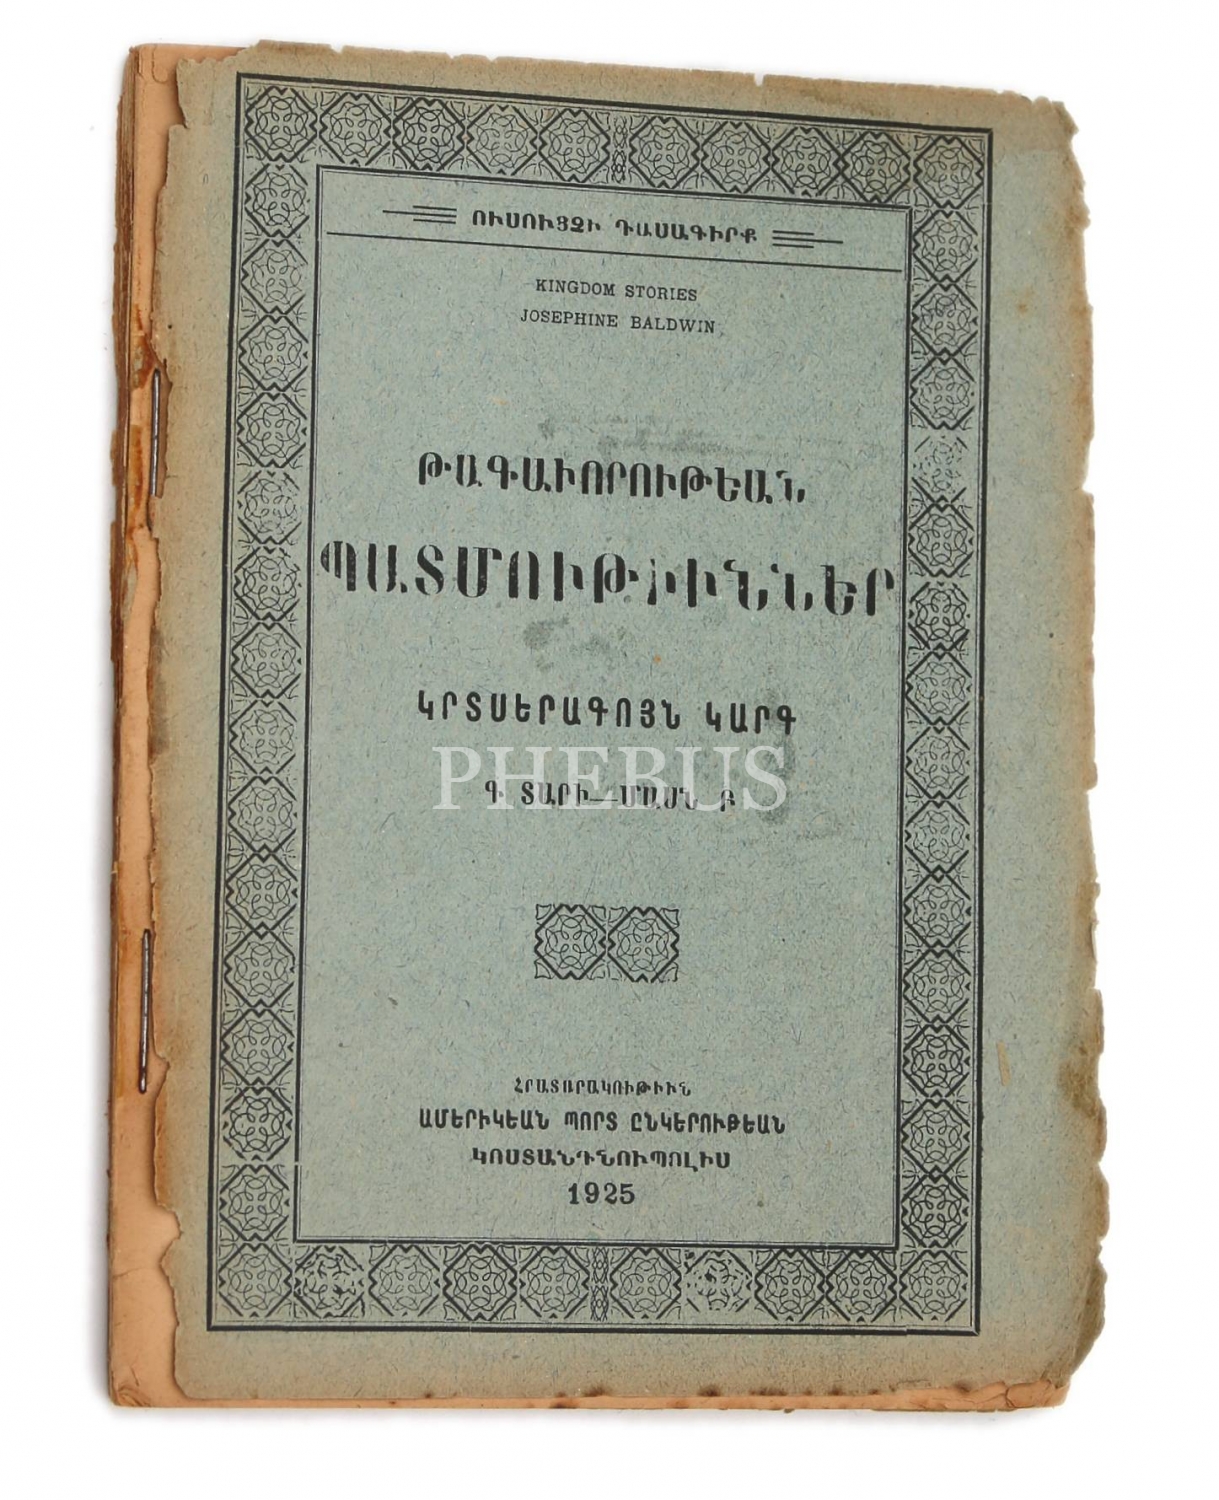 ՈՒՍՈՒՑՉԻ ԴԱՍԱԳԻՐՔ
KINGDOM STORIES
JOSEPHINE BALDWIN
ԹԱԳԱՒՈՐՈՒԹԵԱՆ
ՊԱՏՄՈՒԹԻՒՆՆԵՐ
ԿՐՏՍԵՐԱԳՈՅՆ ԿԱՐԳ
PHEBUS
Գ ՏԱՐԻ—ՄԱՍՆ Բ
ՀՐԱՏԱՐԱԿՈՒԹԻՒՆ
ԱՄԵՐԻԿԵԱՆ ՊՈՐՏ ԸՆԿԵՐՈՒԹԵԱՆ
ԿՈՍՏԱՆԴՆՈՒՊՈԼԻՍ
1925